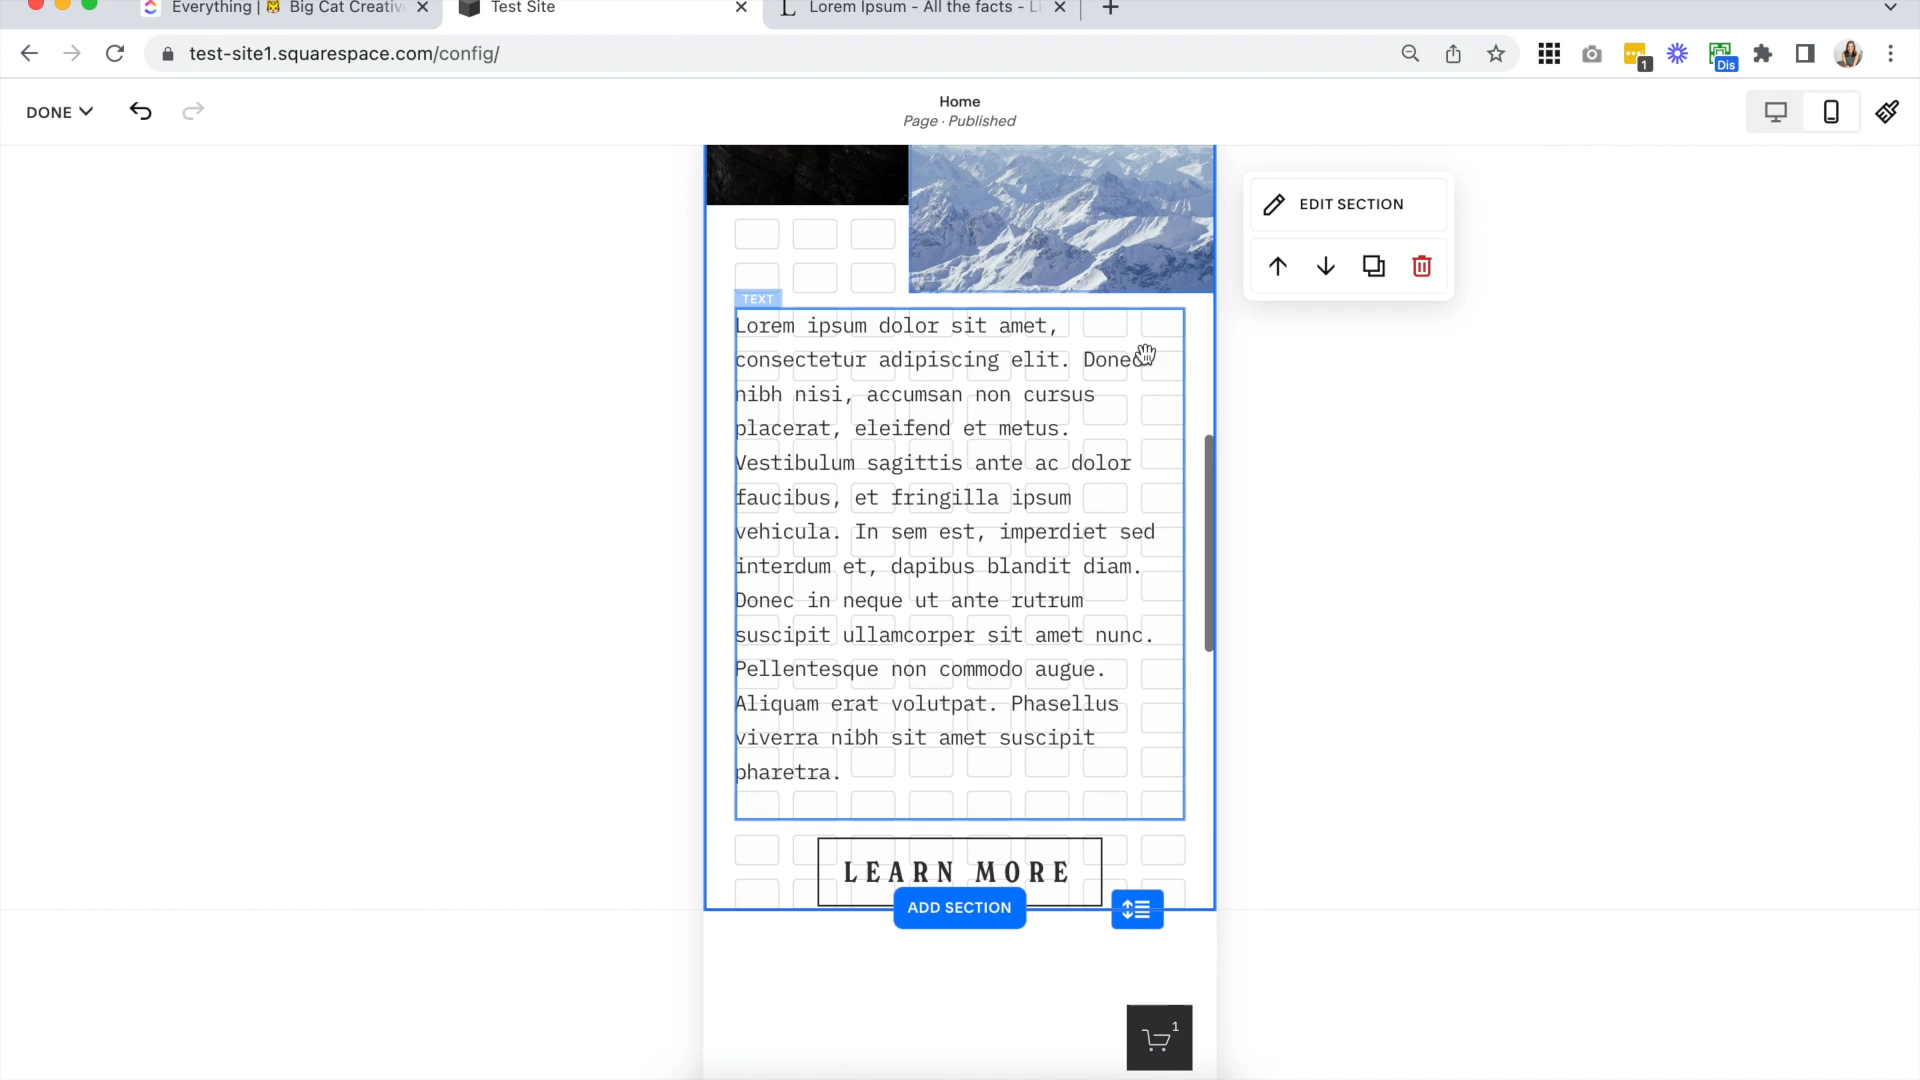 Everything | 🐯 Big Cat Creativ
Test Site
Lorem Ipsum - All the facts - Li
test-site1.squarespace.com/config/
1
Dis
DONE
Home
Page · Published
EDIT SECTION
TEXT
Lorem ipsum dolor sit amet,
consectetur adipiscing elit. Donec
nibh nisi, accumsan non cursus
placerat, eleifend et metus.
Vestibulum sagittis ante ac dolor
faucibus, et fringilla ipsum
vehicula. In sem est, imperdiet sed
interdum et, dapibus blandit diam.
Donec in neque ut ante rutrum
suscipit ullamcorper sit amet nunc.
Pellentesque non commodo augue.
Aliquam erat volutpat. Phasellus
viverra nibh sit amet suscipit
pharetra.
LEARN MORE
ADD SECTION
1